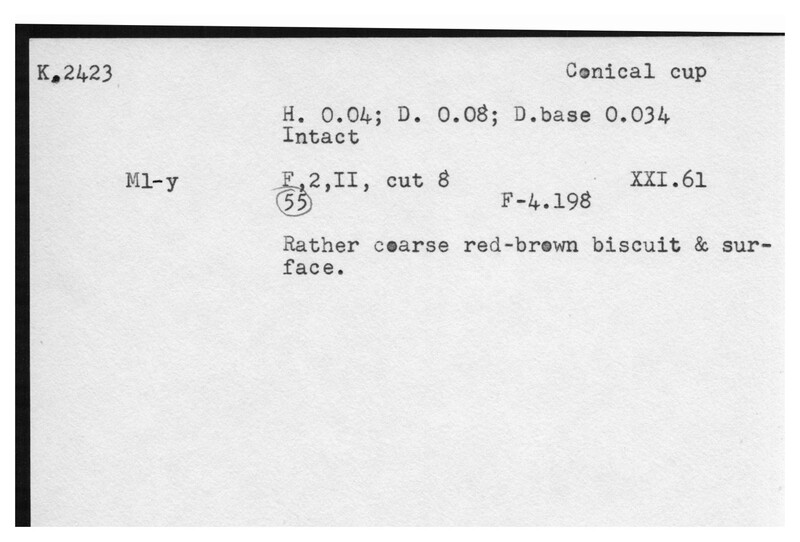 K.2423 Conical cup
H. 0.04; D. 0.08; D.base 0.034
Intact
Ml-y F,2,II, cut 8 XXI.61
55 F-4.198
Rather coarse red-brown biscuit & sur-
face.